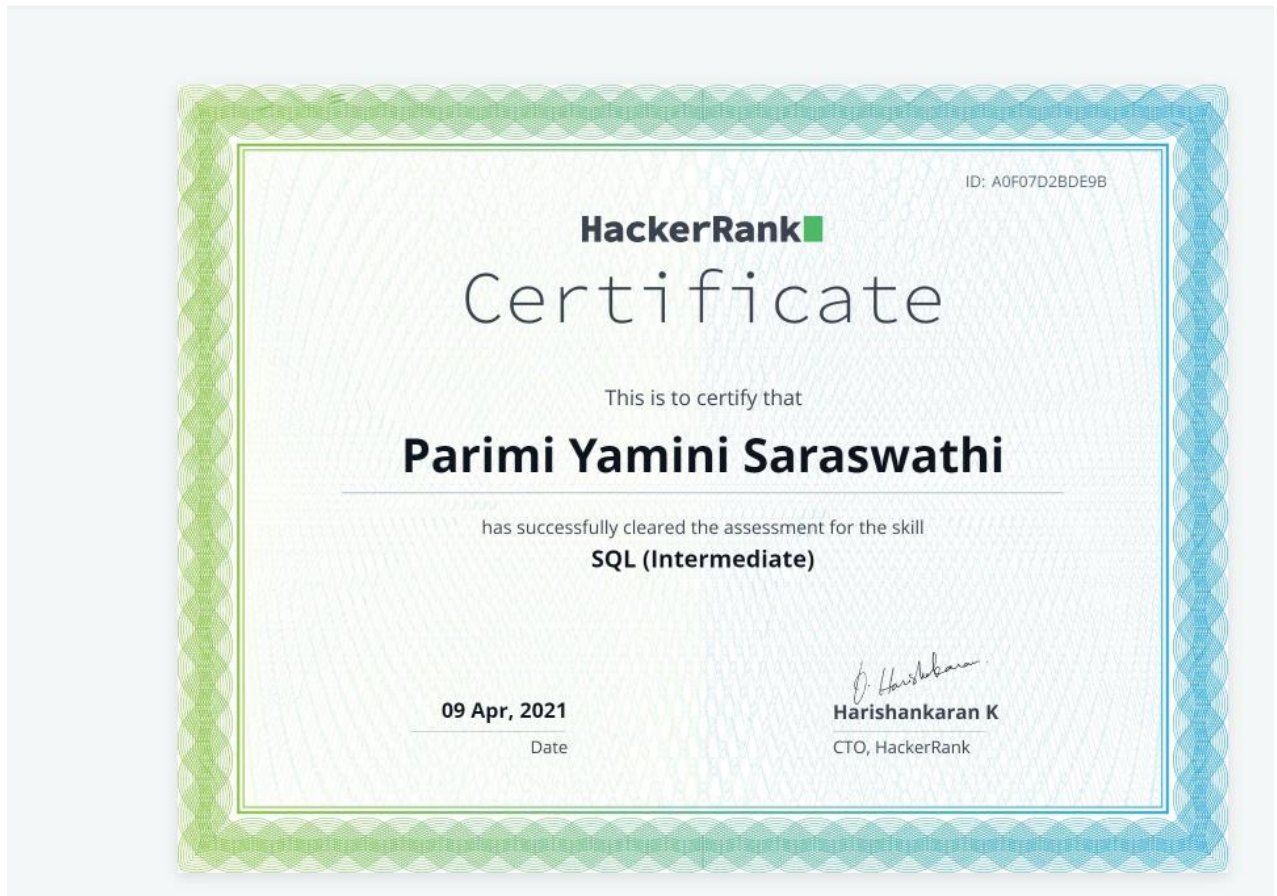 ID: A0F07D2BDE9B
HackerRank
Certificate
This is to certify that
Parimi Yamini Saraswathi
has successfully cleared the assessment for the skill
SQL (Intermediate)
09 Apr, 2021
Date
Harishankaran K
CTO, HackerRank